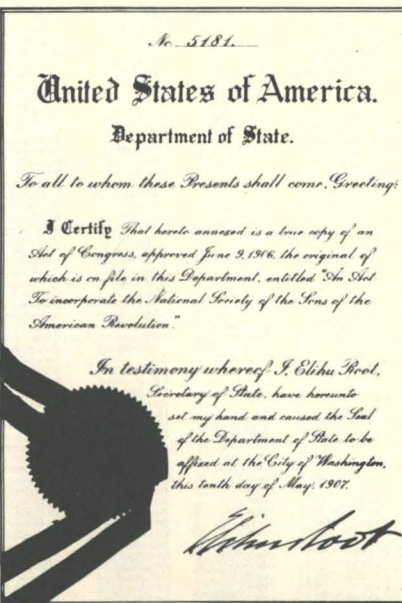 No 5181.
United States of America.
Department of State.
To all to whom these Presents shall come, Greeting:
I Certify That hereto annexed is a true copy of an
Act of Congress, approved June 9, 1906, the original of
which is on file in this Department, entitled "An Act
To incorporate the National Society of the Sons of the
American Revolution."
In testimony whereof I, Elihu Root,
Secretary of State, have hereunto
set my hand and caused the Seal
of the Department of State to be
affixed at the City of Washington,
this tenth day of May, 1907.
Elihu Root